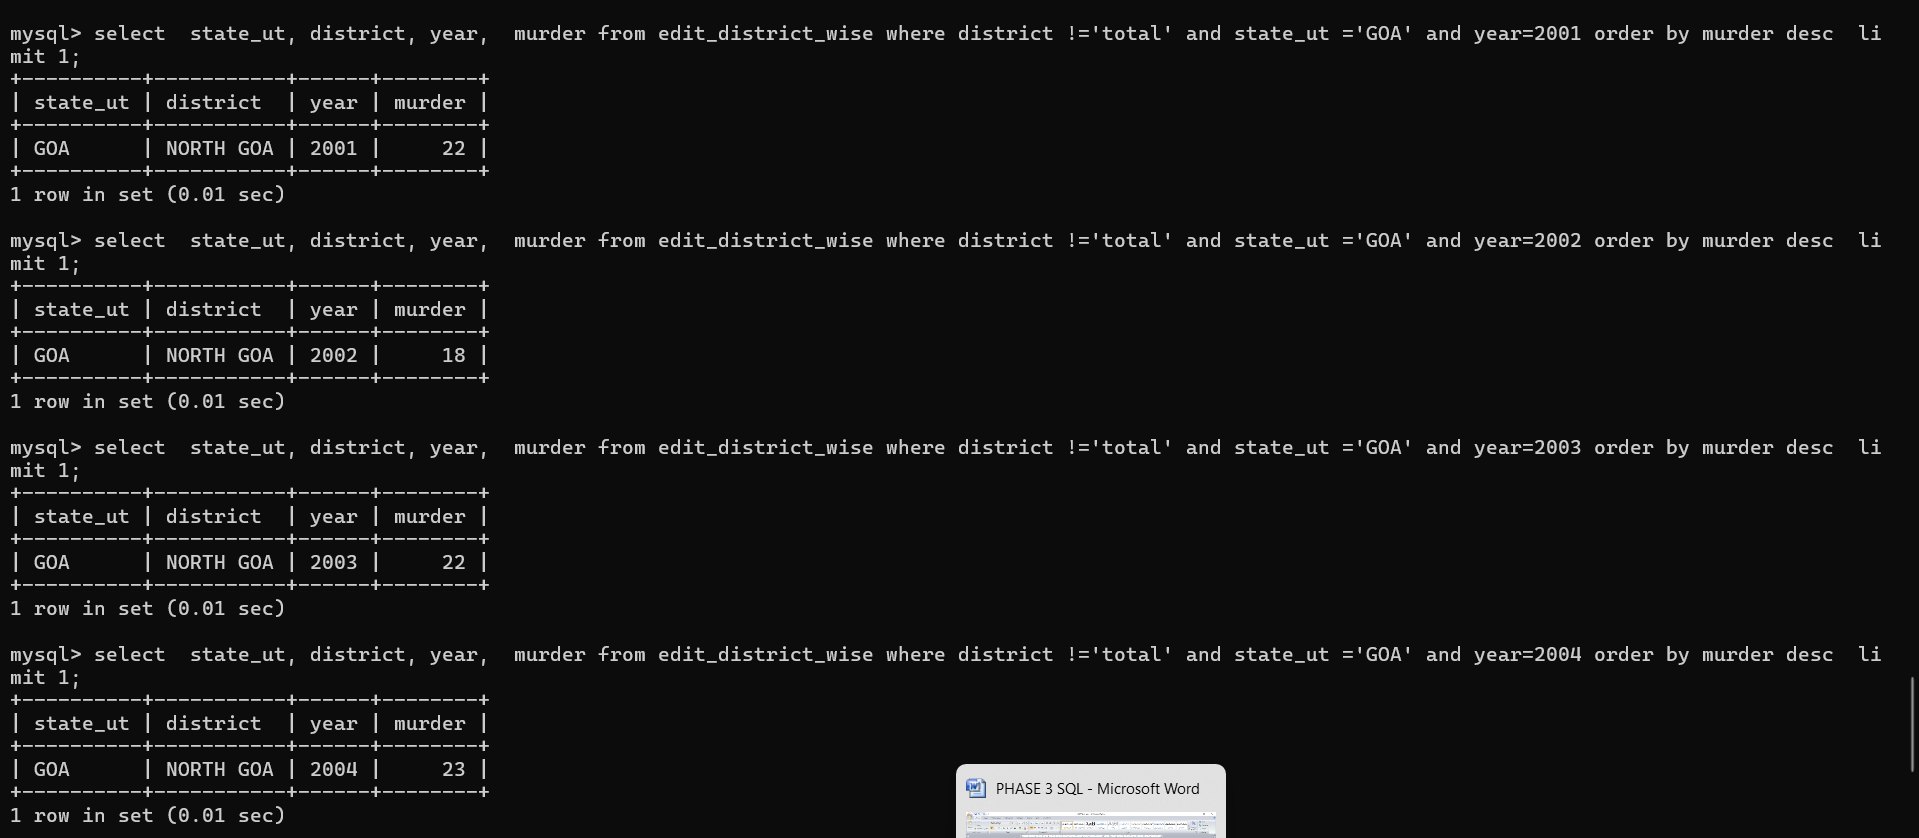 mysql> select  state_ut, district, year,  murder from edit_district_wise where district !='total' and state_ut ='GOA' and year=2001 order by murder desc  li
mit 1;
+----------+-----------+------+--------+
| state_ut | district  | year | murder |
+----------+-----------+------+--------+
| GOA      | NORTH GOA | 2001 |     22 |
+----------+-----------+------+--------+
1 row in set (0.01 sec)
mysql> select  state_ut, district, year,  murder from edit_district_wise where district !='total' and state_ut ='GOA' and year=2002 order by murder desc  li
mit 1;
+----------+-----------+------+--------+
| state_ut | district  | year | murder |
+----------+-----------+------+--------+
| GOA      | NORTH GOA | 2002 |     18 |
+----------+-----------+------+--------+
1 row in set (0.01 sec)
mysql> select  state_ut, district, year,  murder from edit_district_wise where district !='total' and state_ut ='GOA' and year=2003 order by murder desc  li
mit 1;
+----------+-----------+------+--------+
| state_ut | district  | year | murder |
+----------+-----------+------+--------+
| GOA      | NORTH GOA | 2003 |     22 |
+----------+-----------+------+--------+
1 row in set (0.01 sec)
mysql> select  state_ut, district, year,  murder from edit_district_wise where district !='total' and state_ut ='GOA' and year=2004 order by murder desc  li
mit 1;
+----------+-----------+------+--------+
| state_ut | district  | year | murder |
+----------+-----------+------+--------+
| GOA      | NORTH GOA | 2004 |     23 |
+----------+-----------+------+--------+
1 row in set (0.01 sec)
PHASE 3 SQL - Microsoft Word